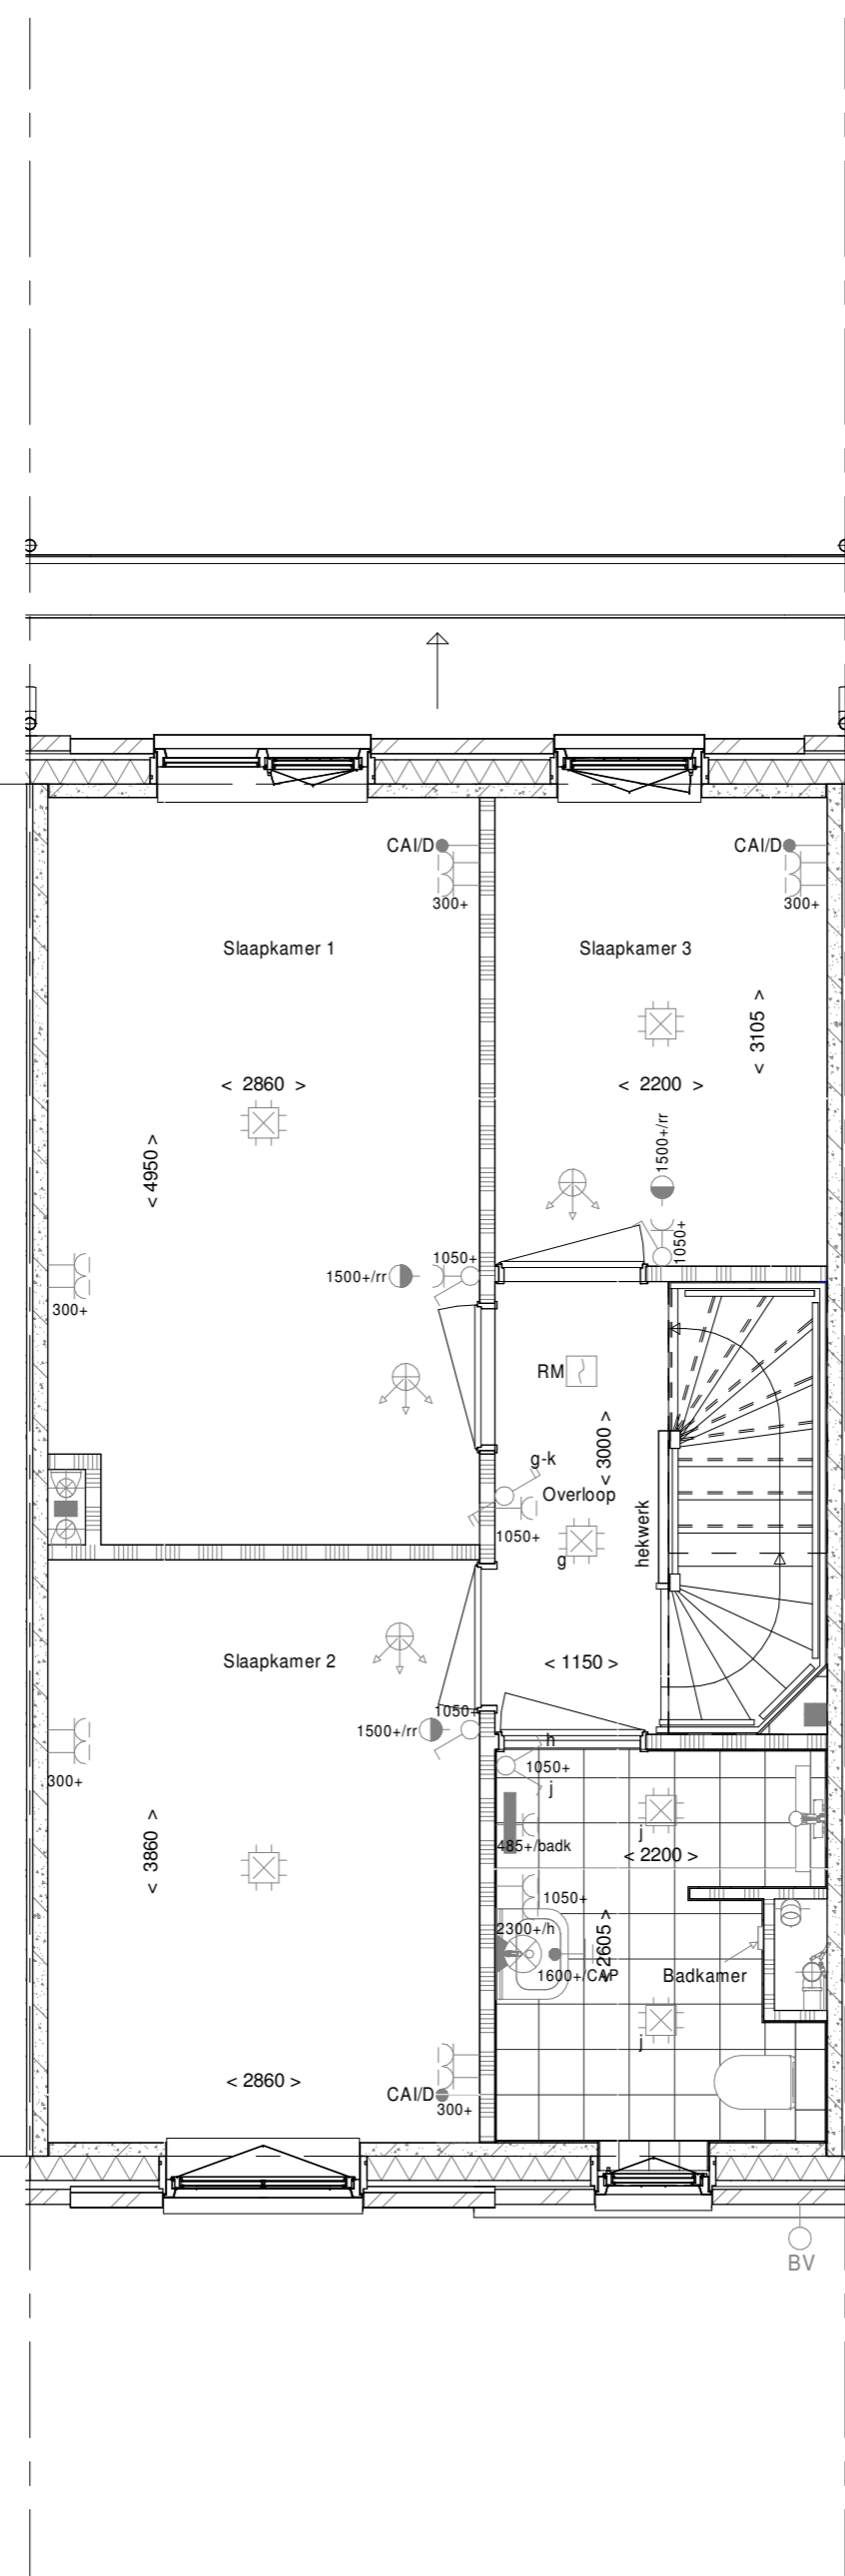 CAI/D
300+
CAI/D
300+
Slaapkamer 1
Slaapkamer 3
< 3105 >
< 2860 >
< 2200 >
< 4950 >
1500+/rr
1050+
1500+/rr
1050+
300+
RM
< 3000 >
g-k
Overloop
1050+
g
hekwerk
Slaapkamer 2
< 1150 >
1050+
1500+/rr
h
1050+
j
300+
j
485+/badk
< 2200 >
< 3860 >
1050+
2300+/h
< 2605 >
1600+/CAP
Badkamer
j
< 2860 >
CAI/D
300+
BV